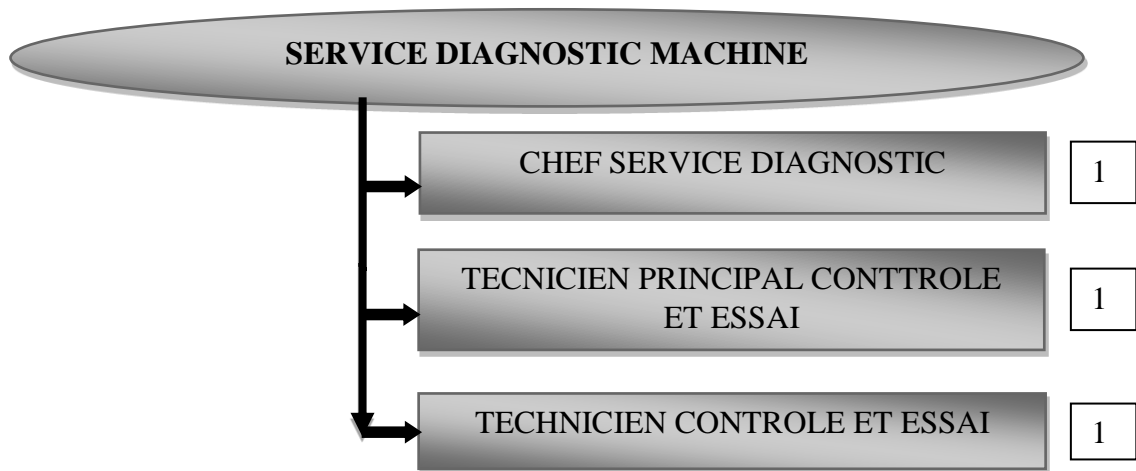 SERVICE DIAGNOSTIC MACHINE
CHEF SERVICE DIAGNOSTIC
1
TECNICIEN PRINCIPAL CONTTROLE
ET ESSAI
1
TECHNICIEN CONTROLE ET ESSAI
1